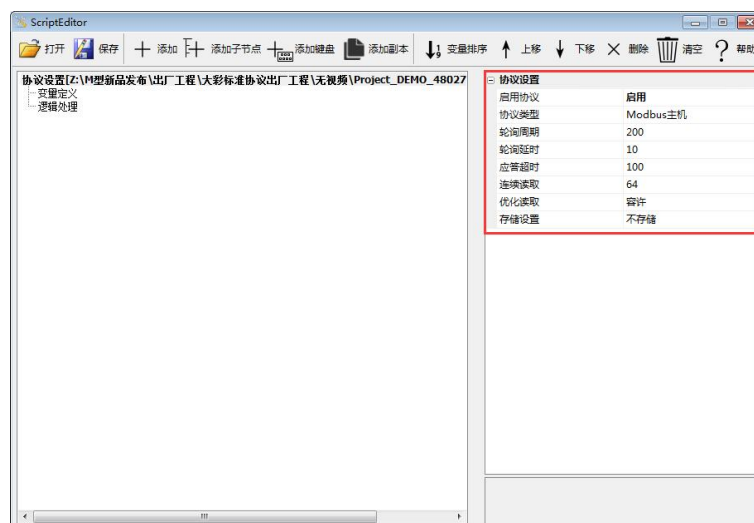 ScriptEditor
打开 保存 添加 添加子节点 添加键盘 添加副本 变量排序 上移 下移 删除 清空 帮助
协议设置[Z:\M型新品发布\出厂工程\大彩标准协议出厂工程\无视频\Project_DEMO_48027
变量定义
逻辑处理
协议设置
启用协议 启用
协议类型 Modbus主机
轮询周期 200
轮询延时 10
应答超时 100
连续读取 64
优化读取 容许
存储设置 不存储